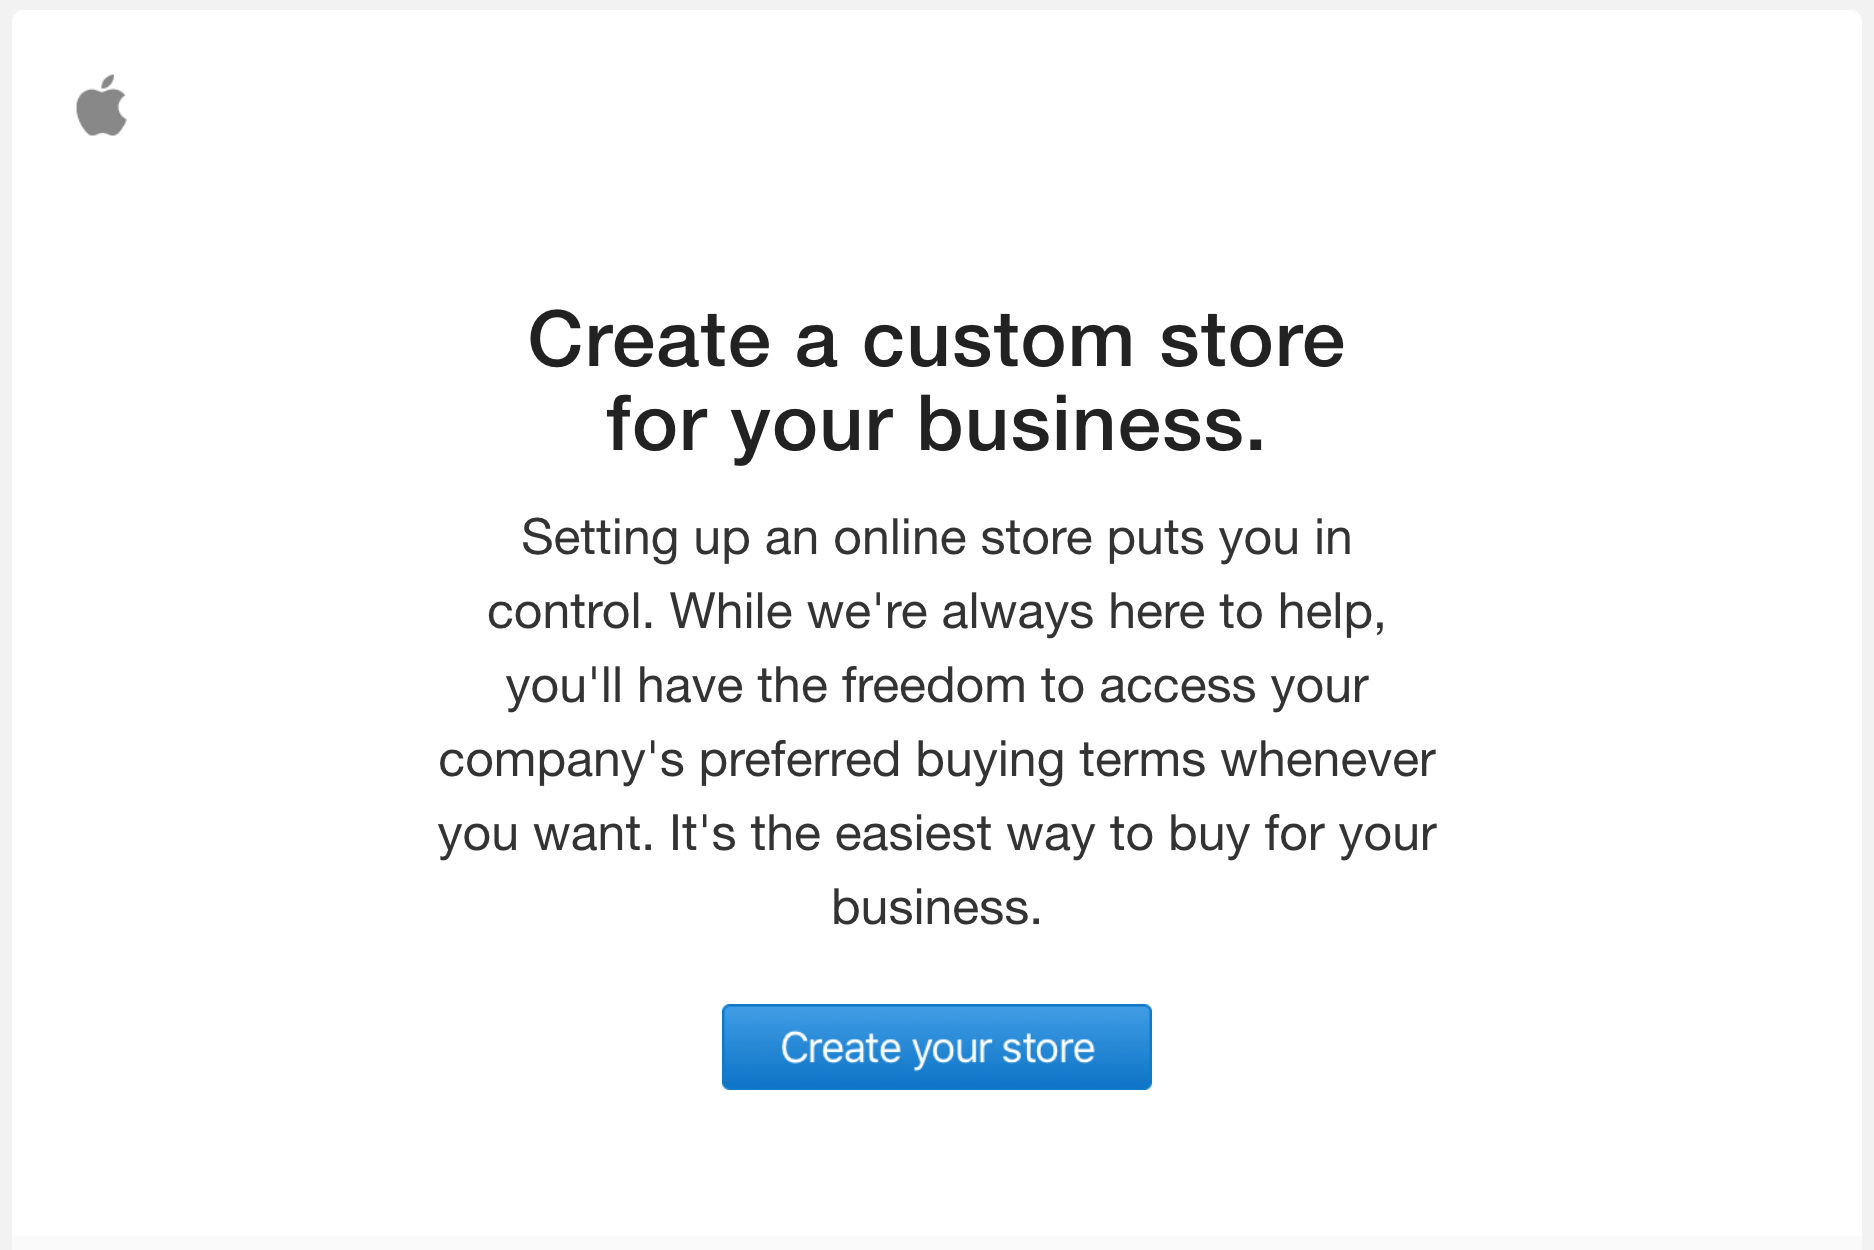 Create a custom store
for your business.
Setting up an online store puts you in
control. While we're always here to help,
you'll have the freedom to access your
company's preferred buying terms whenever
you want. It's the easiest way to buy for your
business.
Create your store